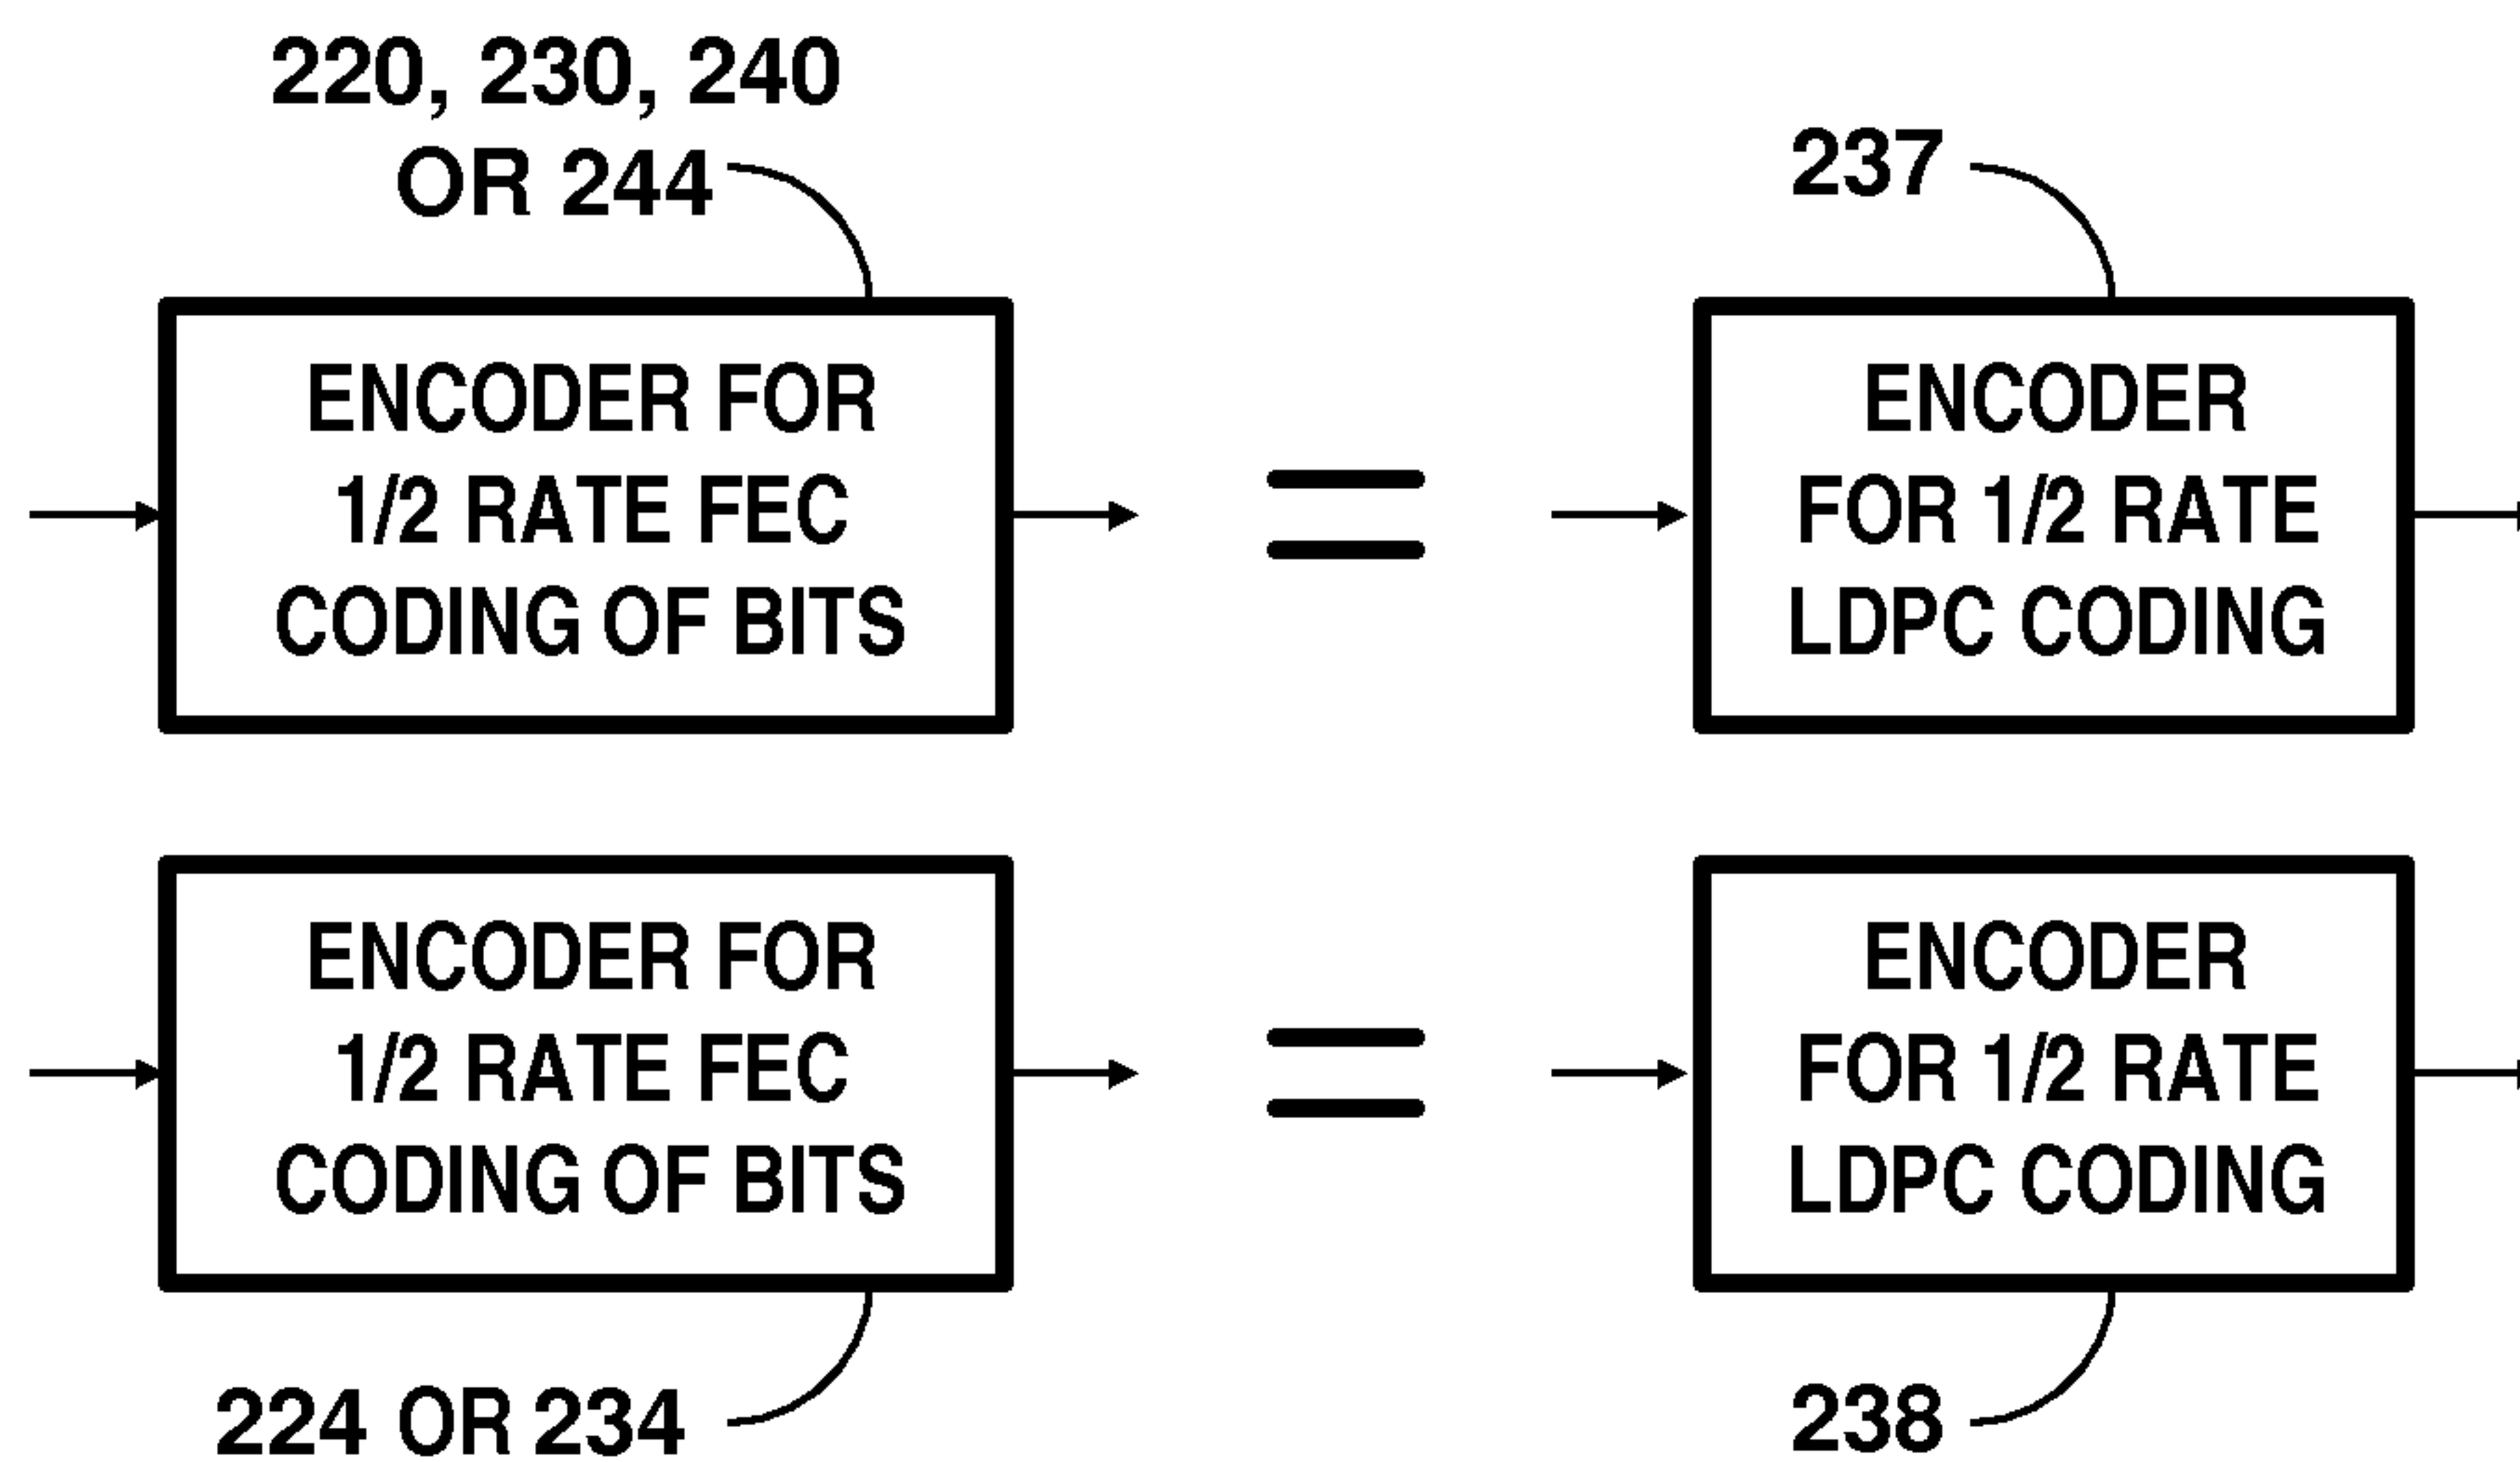 220, 230, 240
OR 244
237
ENCODER FOR
1/2 RATE FEC
CODING OF BITS
=
ENCODER
FOR 1/2 RATE
LDPC CODING
ENCODER FOR
1/2 RATE FEC
CODING OF BITS
=
ENCODER
FOR 1/2 RATE
LDPC CODING
224 OR 234
238